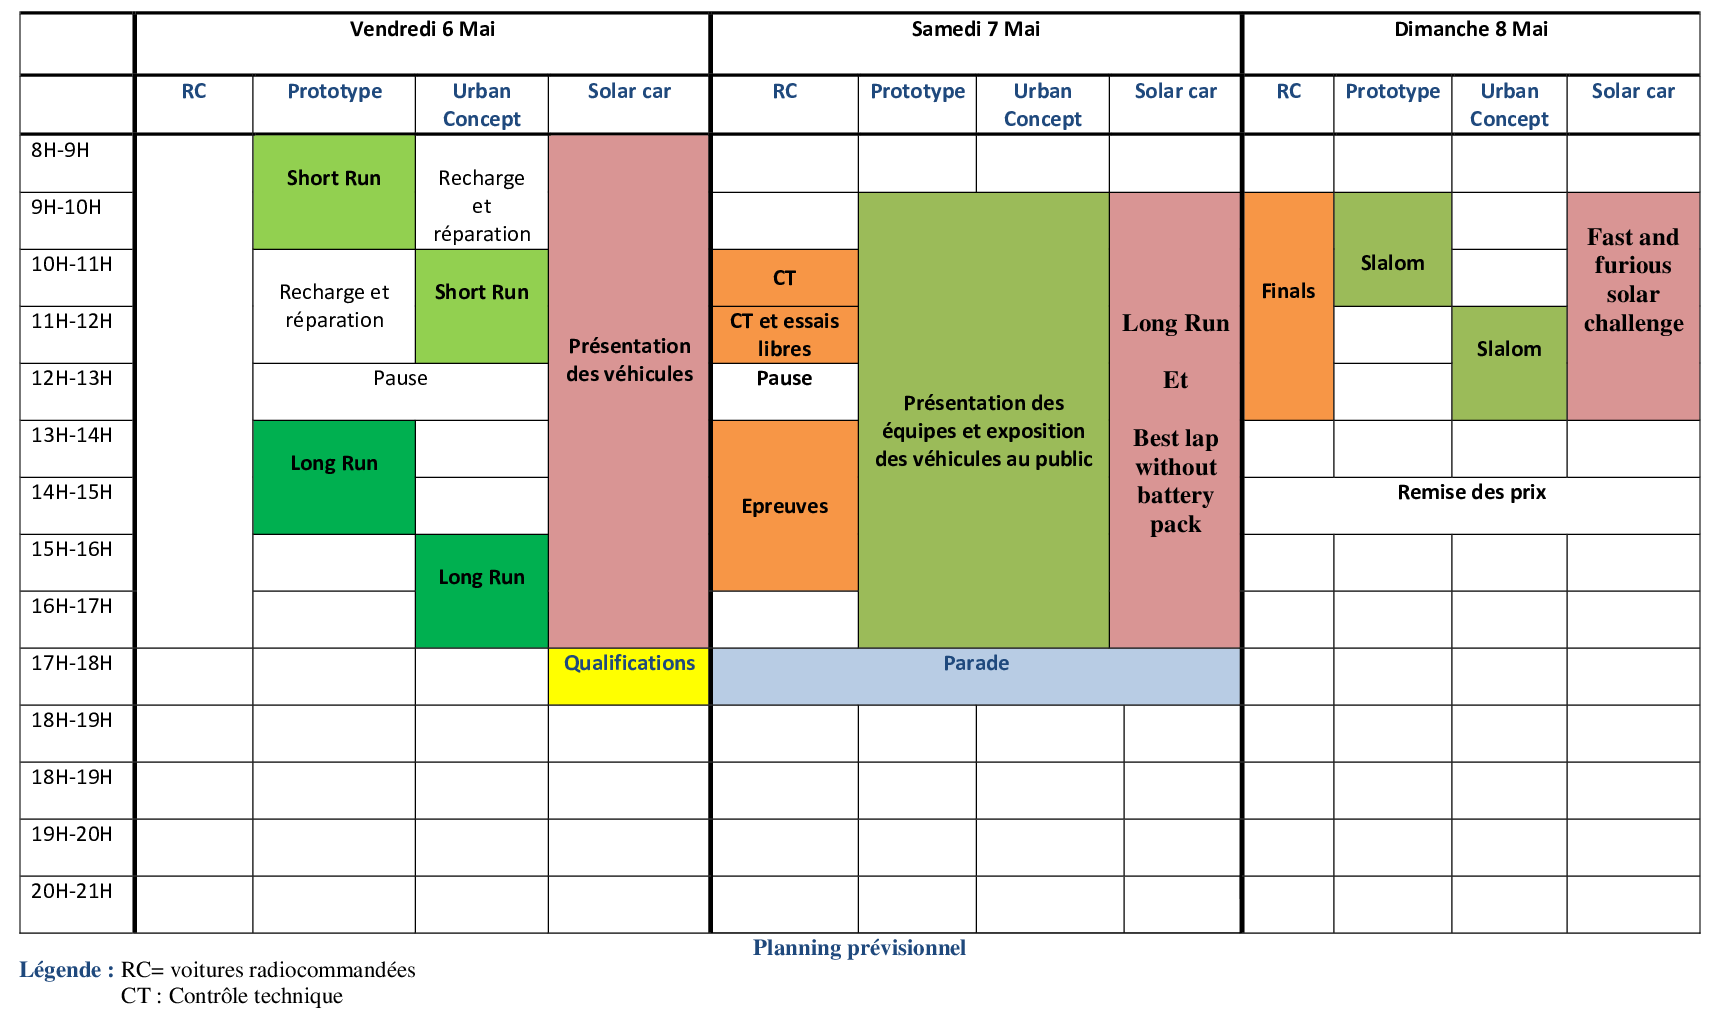 Vendredi 6 Mai
Samedi 7 Mai
Dimanche 8 Mai
RC
Prototype
Urban
Concept
Solar car
RC
Prototype
Urban
Concept
Solar car
RC
Prototype
Urban
Concept
Solar car
8H-9H
Short Run
Recharge
et
réparation
9H-10H
10H-11H
Recharge et
réparation
Short Run
CT
11H-12H
CT et essais
libres
Présentation
des véhicules
Long Run
Et
Best lap
without
battery
pack
Finals
Slalom
Slalom
Fast and
furious
solar
challenge
12H-13H
Pause
Pause
Présentation des
équipes et exposition
des véhicules au public
13H-14H
Long Run
14H-15H
Epreuves
Remise des prix
15H-16H
Long Run
16H-17H
17H-18H
Qualifications
Parade
18H-19H
18H-19H
19H-20H
20H-21H
Planning prévisionnel
Légende : RC= voitures radiocommandées
CT : Contrôle technique